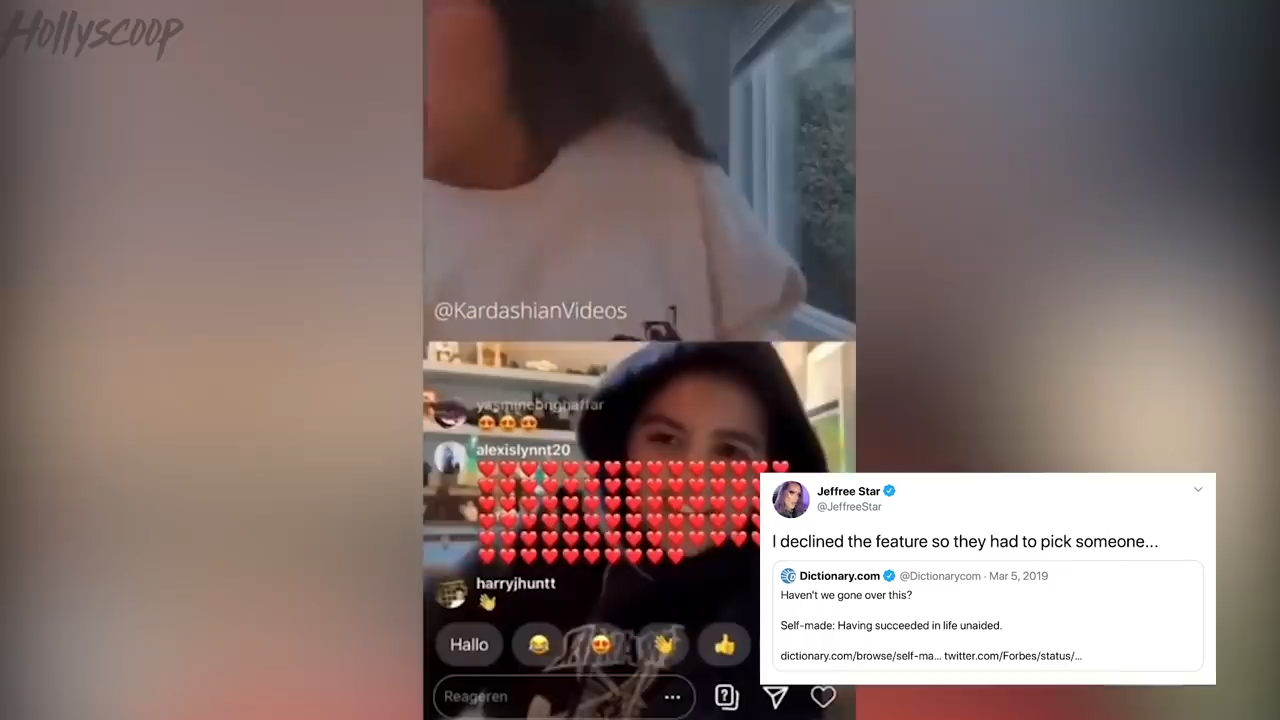 Hollyscoop
@KardashianVideos
yasminebnghaffar
😍😍😍
alexislynnt20
❤️❤️❤️❤️❤️❤️❤️❤️❤️❤️❤️❤️❤️❤️❤️
harryjhuntt
👋
Hallo 😂 😍 👋 👍
Reageren
Jeffree Star
@JeffreeStar
I declined the feature so they had to pick someone...
Dictionary.com @Dictionarycom · Mar 5, 2019
Haven't we gone over this?
Self-made: Having succeeded in life unaided.
dictionary.com/browse/self-ma... twitter.com/Forbes/status/...